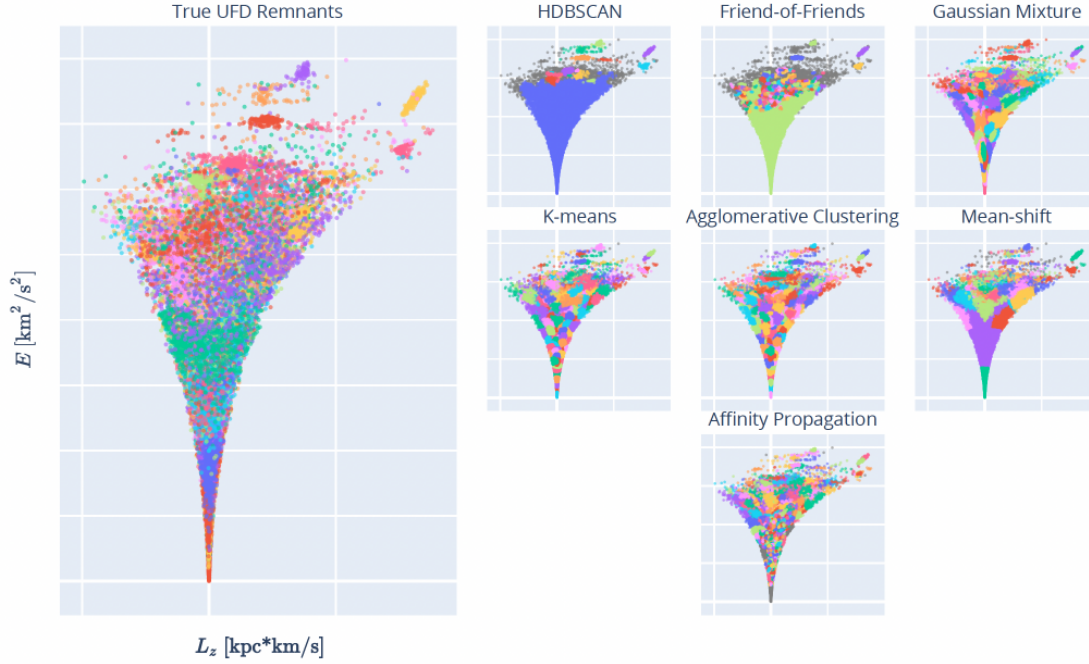 True UFD Remnants
HDBSCAN
Friend-of-Friends
Gaussian Mixture
K-means
Agglomerative Clustering
Mean-shift
Affinity Propagation
E [km²/s²]
L_z [kpc*km/s]